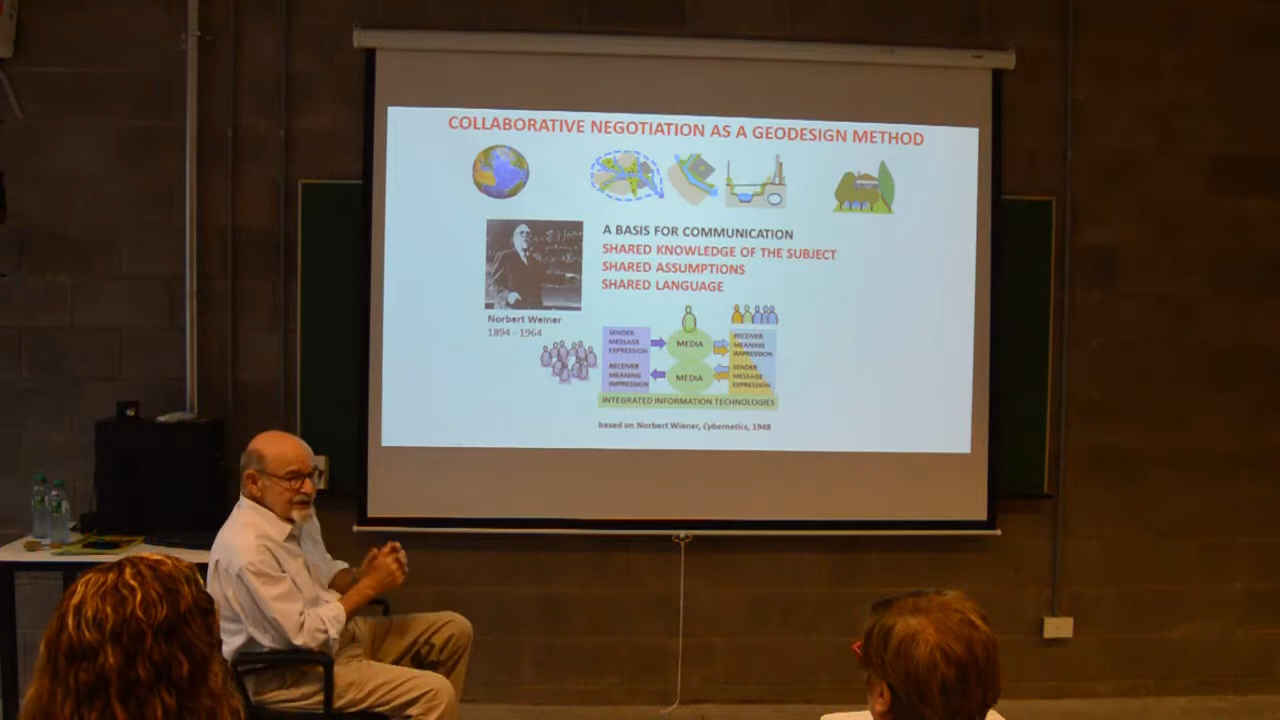 COLLABORATIVE NEGOTIATION AS A GEODESIGN METHOD
A BASIS FOR COMMUNICATION
SHARED KNOWLEDGE OF THE SUBJECT
SHARED ASSUMPTIONS
SHARED LANGUAGE
Norbert Weiner
1894 - 1964
SENDER
MESSAGE
EXPRESSION
MEDIA
RECEIVER
MEANING
IMPRESSION
RECEIVER
MEANING
IMPRESSION
MEDIA
SENDER
MESSAGE
EXPRESSION
INTEGRATED INFORMATION TECHNOLOGIES
based on Norbert Wiener, Cybernetics, 1948